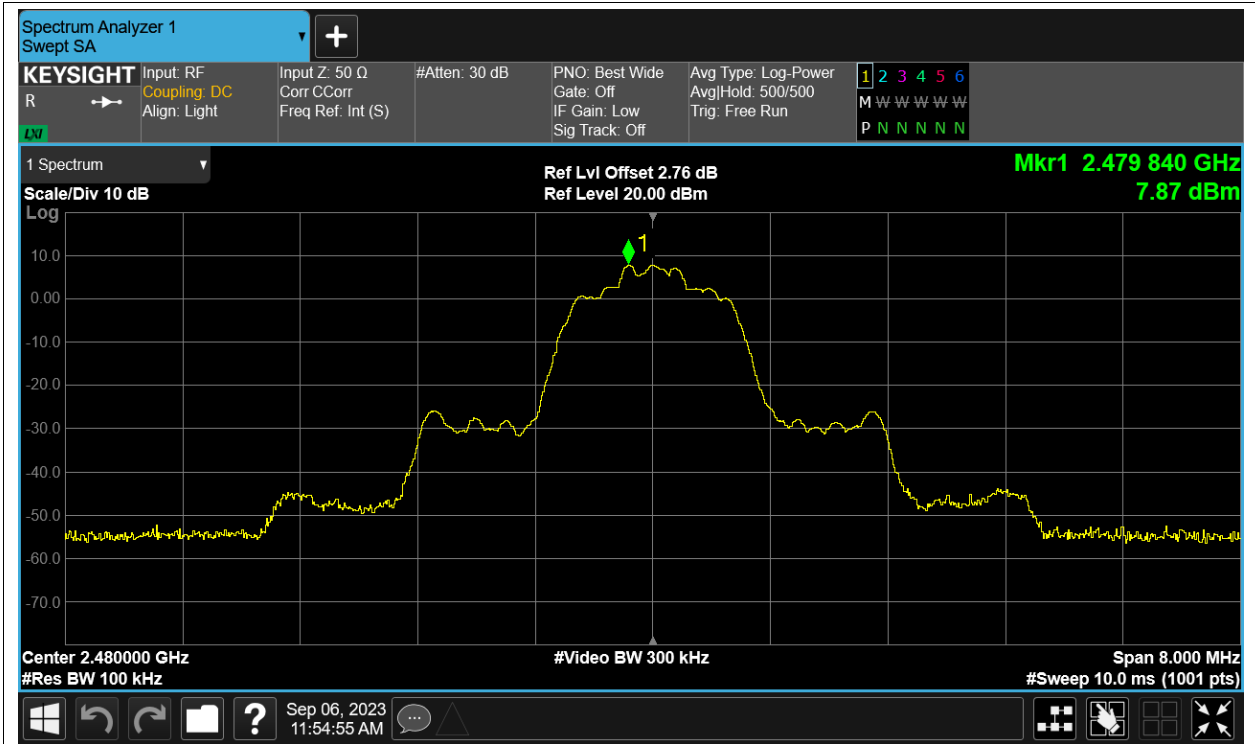 Spectrum Analyzer 1
Swept SA
KEYSIGHT
R
LXI
Input: RF
Coupling: DC
Align: Light
Input Z: 50 Ω
Corr CCorr
Freq Ref: Int (S)
#Atten: 30 dB
PNO: Best Wide
Gate: Off
IF Gain: Low
Sig Track: Off
Avg Type: Log-Power
Avg|Hold: 500/500
Trig: Free Run
1 2 3 4 5 6
M W W W W W
P N N N N N
1 Spectrum
Scale/Div 10 dB
Log
Ref Lvl Offset 2.76 dB
Ref Level 20.00 dBm
Mkr1 2.479 840 GHz
7.87 dBm
1
10.0
0.00
-10.0
-20.0
-30.0
-40.0
-50.0
-60.0
-70.0
Center 2.480000 GHz
#Res BW 100 kHz
#Video BW 300 kHz
Span 8.000 MHz
#Sweep 10.0 ms (1001 pts)
?
Sep 06, 2023
11:54:55 AM